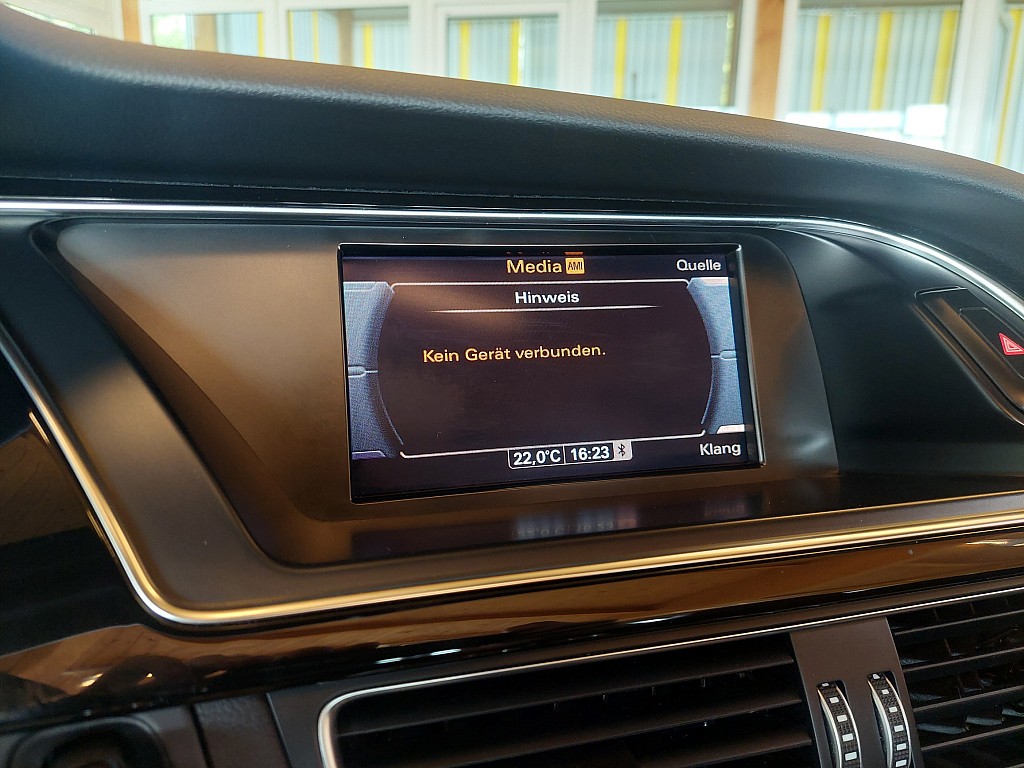 Media AMI
Quelle
Hinweis
Kein Gerät verbunden.
22,0°C 16:23
Klang